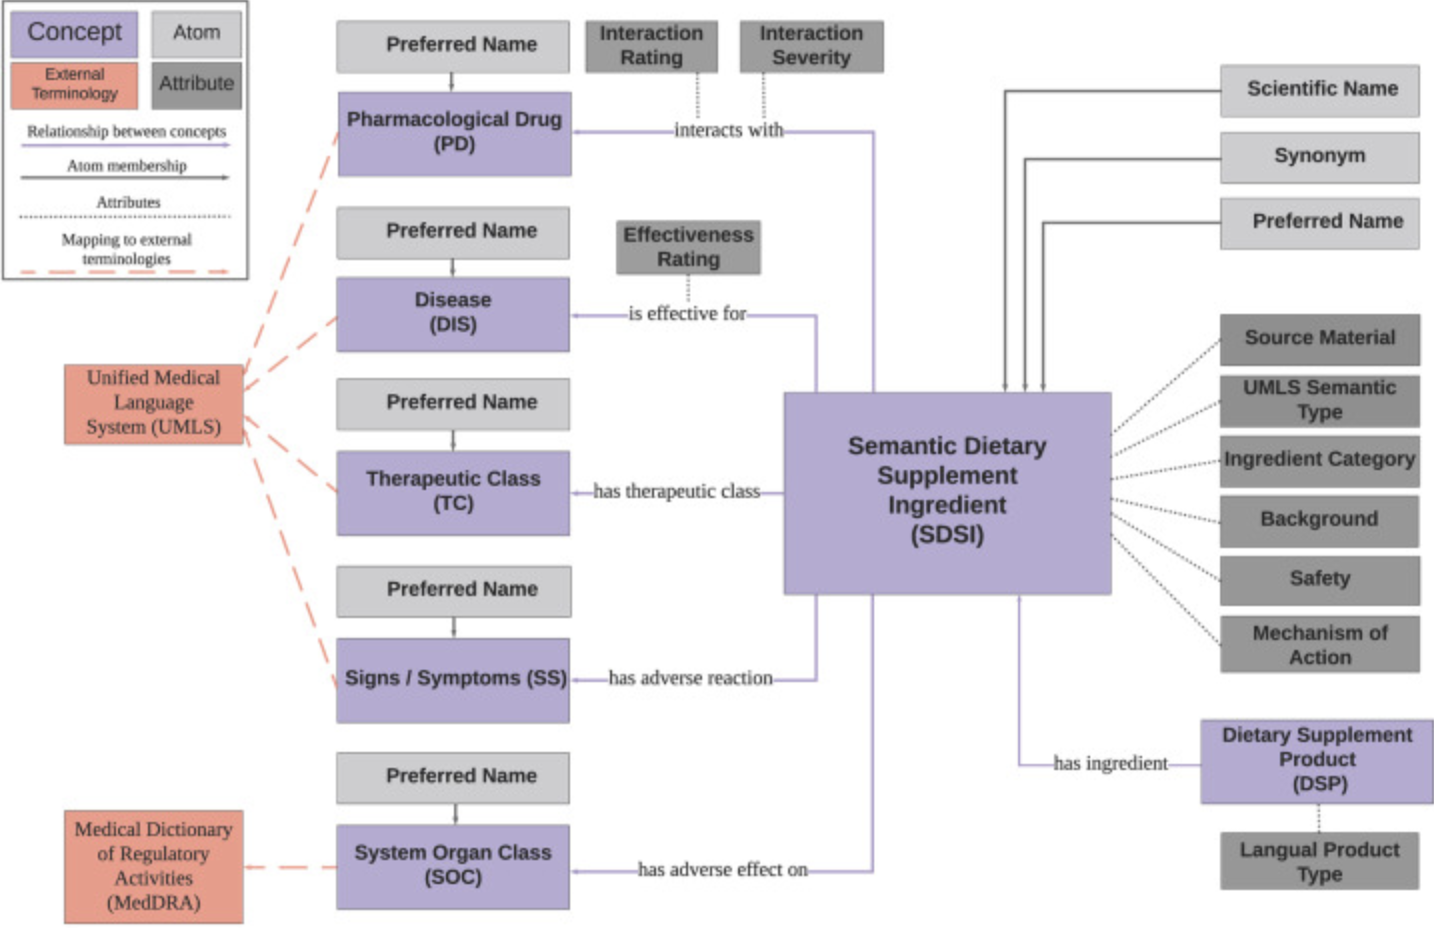 Concept
Atom
External
Terminology
Attribute
Relationship between concepts
Atom membership
Attributes
Mapping to external
terminologies
Preferred Name
Pharmacological Drug
(PD)
Interaction
Rating
Interaction
Severity
interacts with
Preferred Name
Disease
(DIS)
Effectiveness
Rating
is effective for
Preferred Name
Therapeutic Class
(TC)
has therapeutic class
Preferred Name
Signs / Symptoms (SS)
has adverse reaction
Preferred Name
System Organ Class
(SOC)
has adverse effect on
Unified Medical
Language
System (UMLS)
Medical Dictionary
of Regulatory
Activities
(MedDRA)
Semantic Dietary
Supplement
Ingredient
(SDSI)
Scientific Name
Synonym
Preferred Name
Source Material
UMLS Semantic
Type
Ingredient Category
Background
Safety
Mechanism of
Action
has ingredient
Dietary Supplement
Product
(DSP)
Langual Product
Type